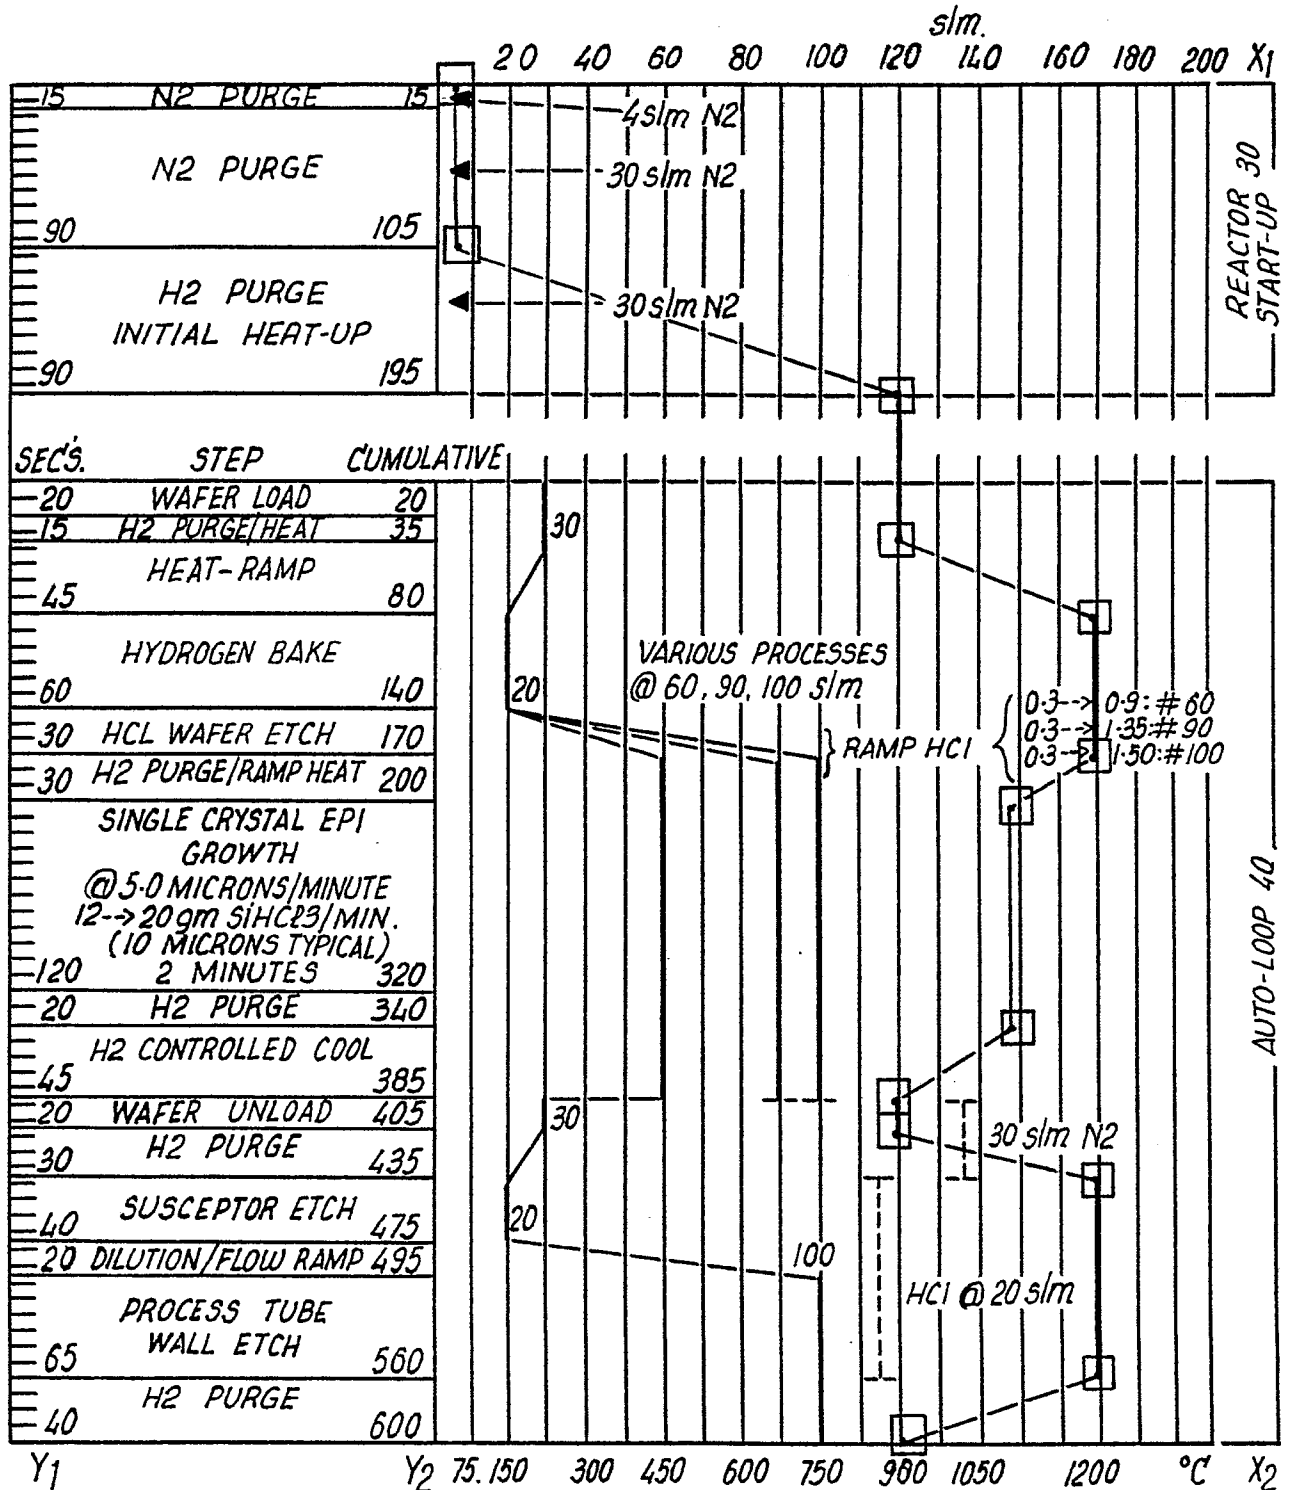 slm.
20 40 60 80 100 120 140 160 180 200 X1
15 N2 PURGE 15
4slm N2
N2 PURGE
30 slm N2
90 105
H2 PURGE
30 slm N2
INITIAL HEAT-UP
90 195
REACTOR 30
START-UP
SEC'S. STEP CUMULATIVE
20 WAFER LOAD 20
15 H2 PURGE/HEAT 35
30
HEAT-RAMP
45 80
HYDROGEN BAKE
60 140
20
VARIOUS PROCESSES
@ 60, 90, 100 slm
30 HCL WAFER ETCH 170
} RAMP HCl {
0.3--> 0.9:#60
0.3--> 1.35:#90
0.3--> 1.50:#100
30 H2 PURGE/RAMP HEAT 200
SINGLE CRYSTAL EPI
GROWTH
@ 5.0 MICRONS/MINUTE
12-->20gm SiHCl3/MIN.
(10 MICRONS TYPICAL)
120 2 MINUTES 320
20 H2 PURGE 340
H2 CONTROLLED COOL
45 385
20 WAFER UNLOAD 405
30
H2 PURGE
30 slm N2
30 435
SUSCEPTOR ETCH
40 475
20
20 DILUTION/FLOW RAMP 495
100
HCl @ 20 slm
PROCESS TUBE
WALL ETCH
65 560
H2 PURGE
40 600
AUTO-LOOP 40
Y1 Y2 75. 150 300 450 600 750 900 1050 1200 °C X2